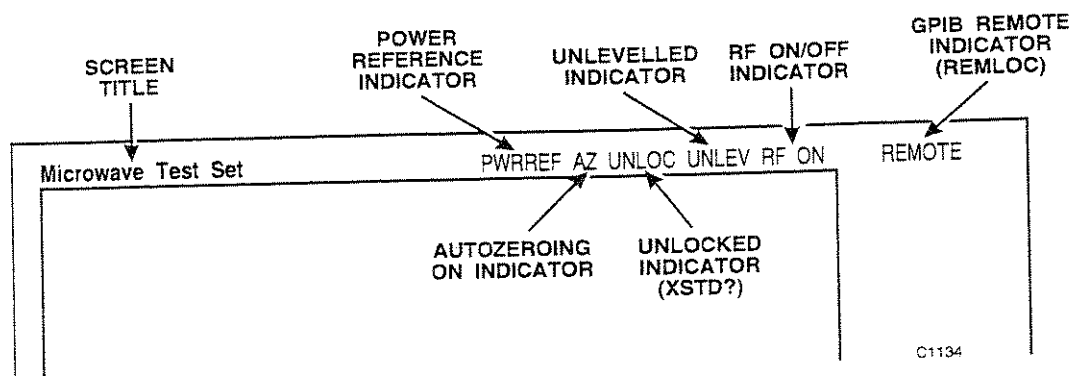 SCREEN
TITLE
POWER
REFERENCE
INDICATOR
UNLEVELLED
INDICATOR
RF ON/OFF
INDICATOR
GPIB REMOTE
INDICATOR
(REMLOC)
Microwave Test Set
PWRREF AZ UNLOC UNLEV RF ON
REMOTE
AUTOZEROING
ON INDICATOR
UNLOCKED
INDICATOR
(XSTD?)
C1134